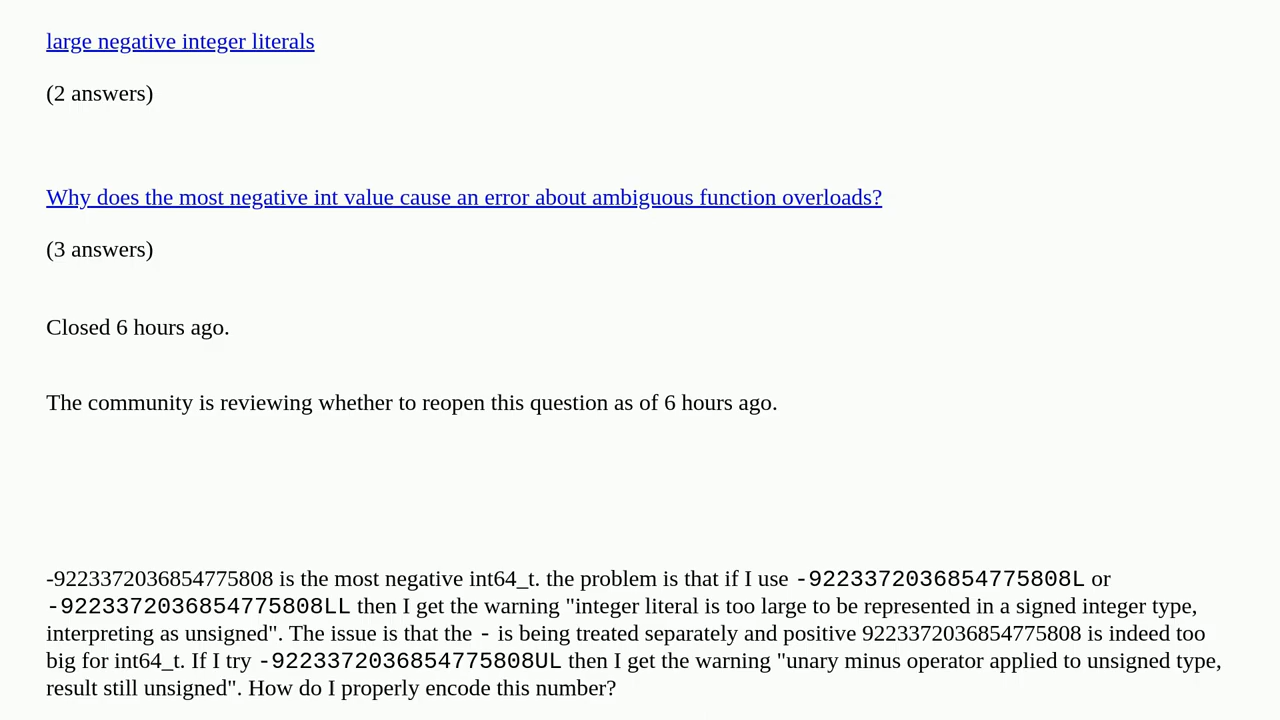 large negative integer literals
(2 answers)
Why does the most negative int value cause an error about ambiguous function overloads?
(3 answers)
Closed 6 hours ago.
The community is reviewing whether to reopen this question as of 6 hours ago.
-9223372036854775808 is the most negative int64_t. the problem is that if I use -9223372036854775808L or
-9223372036854775808LL then I get the warning "integer literal is too large to be represented in a signed integer type,
interpreting as unsigned". The issue is that the - is being treated separately and positive 9223372036854775808 is indeed too
big for int64_t. If I try -9223372036854775808UL then I get the warning "unary minus operator applied to unsigned type,
result still unsigned". How do I properly encode this number?